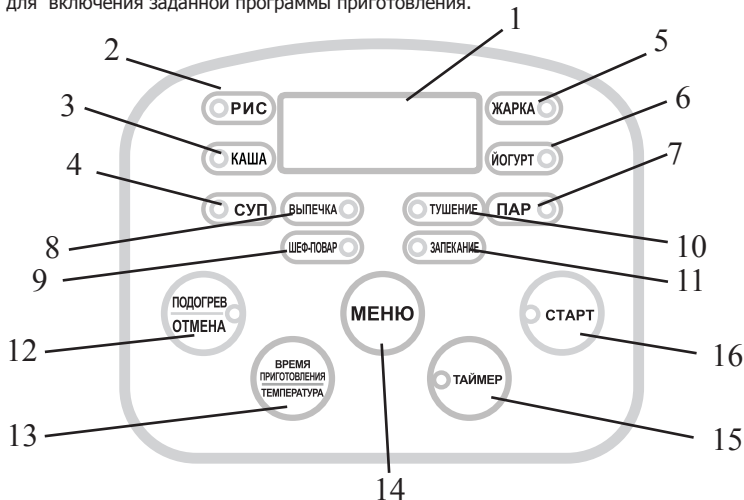 для включения заданной программы приготовления.
1
2
5
РИС
ЖАРКА
3
6
КАША
ЙОГУРТ
4
7
СУП
ВЫПЕЧКА
ТУШЕНИЕ
ПАР
8
10
ШЕФ-ПОВАР
ЗАПЕКАНИЕ
9
11
ПОДОГРЕВ
ОТМЕНА
МЕНЮ
СТАРТ
12
16
ВРЕМЯ
ПРИГОТОВЛЕНИЯ
ТЕМПЕРАТУРА
ТАЙМЕР
13
15
14